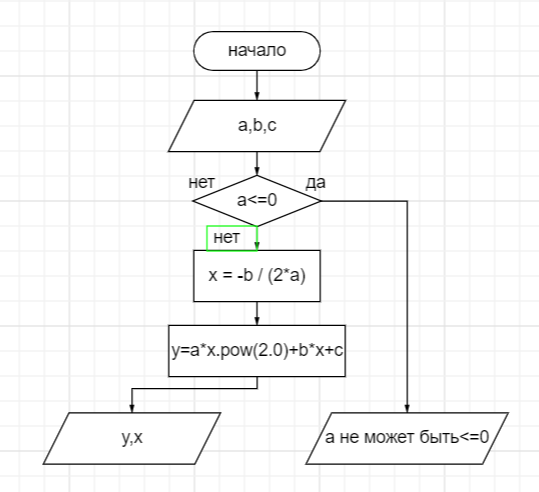 начало
a,b,c
нет
да
a<=0
нет
x = -b / (2*a)
y=a*x.pow(2.0)+b*x+c
y,x
а не может быть<=0